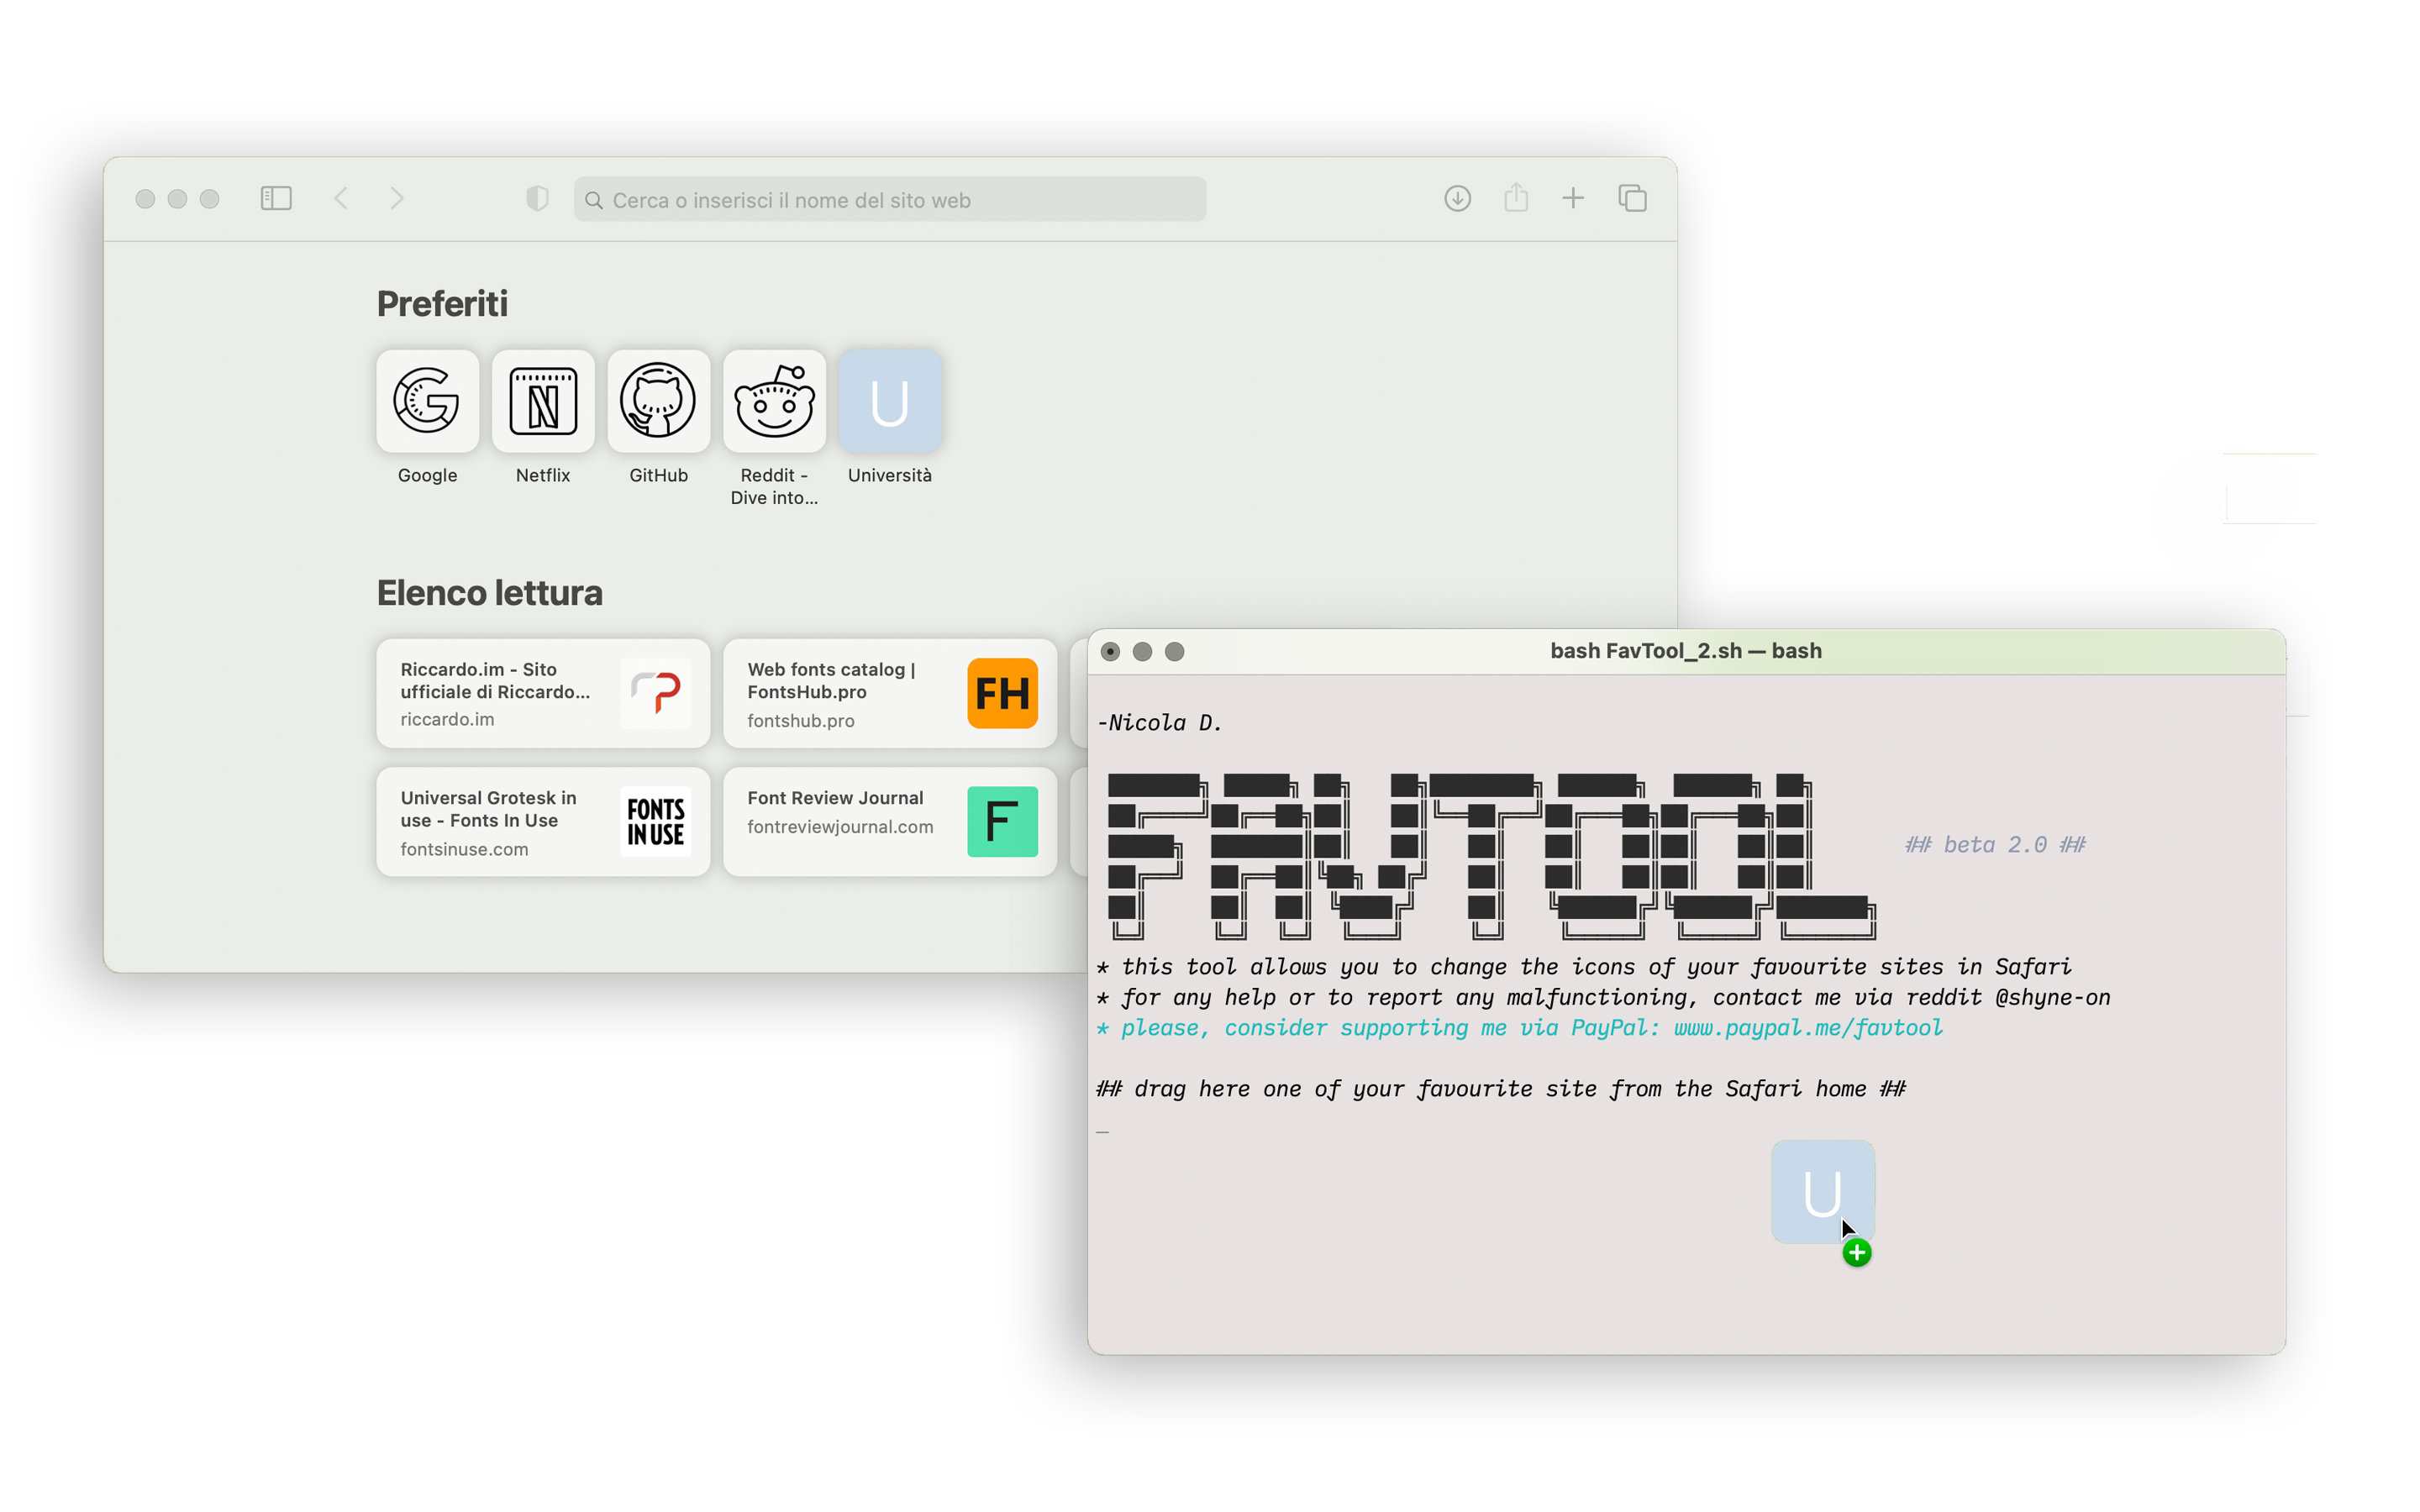 Cerca o inserisci il nome del sito web
Preferiti
G
N
U
Google
Netflix
GitHub
Reddit -
Dive into...
Università
Elenco lettura
Riccardo.im - Sito
ufficiale di Riccardo...
riccardo.im
Web fonts catalog |
FontsHub.pro
fontshub.pro
FH
Universal Grotesk in
use - Fonts In Use
fontsinuse.com
FONTS
IN USE
Font Review Journal
fontreviewjournal.com
F
bash FavTool_2.sh — bash
-Nicola D.
FAVTOOL
## beta 2.0 ##
* this tool allows you to change the icons of your favourite sites in Safari
* for any help or to report any malfunctioning, contact me via reddit @shyne-on
* please, consider supporting me via PayPal: www.paypal.me/favtool
## drag here one of your favourite site from the Safari home ##
_
U